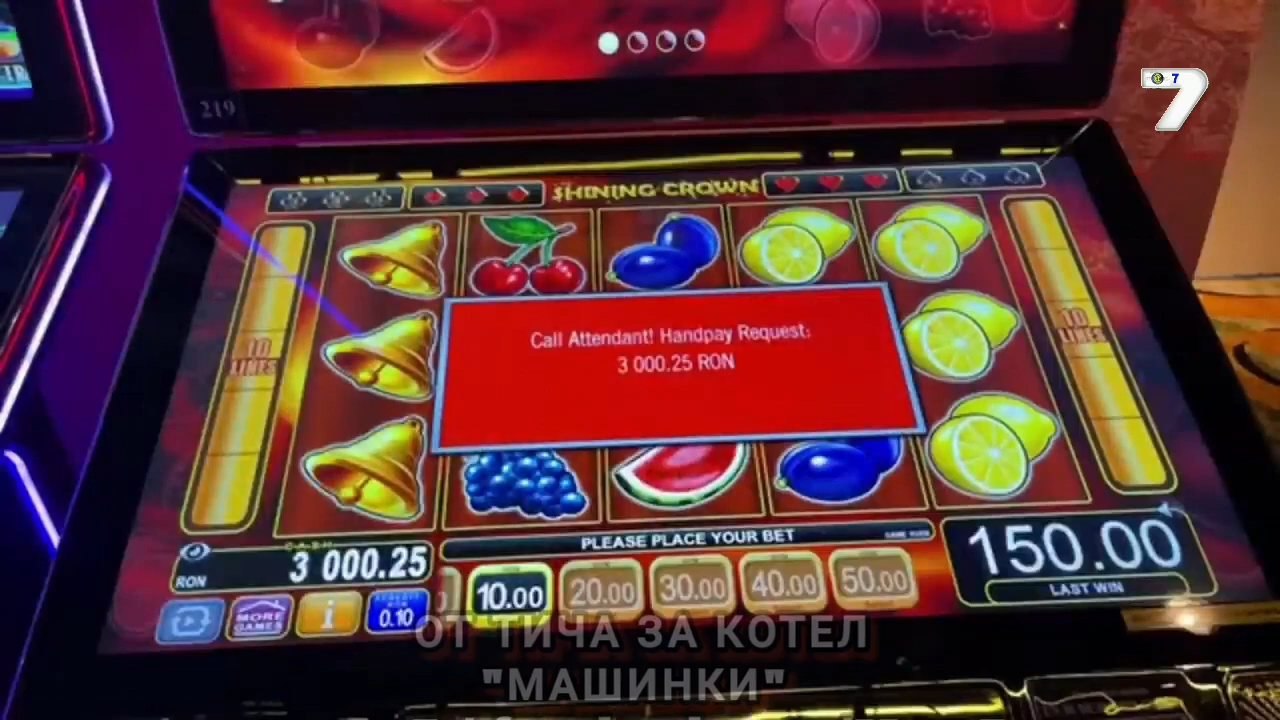 7
7
219
SHINING CROWN
10
LINES
10
LINES
Call Attendant! Handpay Request:
3 000.25 RON
PLEASE PLACE YOUR BET
CASH
3 000.25
RON
150.00
LAST WIN
MORE
GAMES
i
0.10
10.00
20.00
30.00
40.00
50.00
ОТ ТИЧА ЗА КОТЕЛ
"МАШИНКИ"